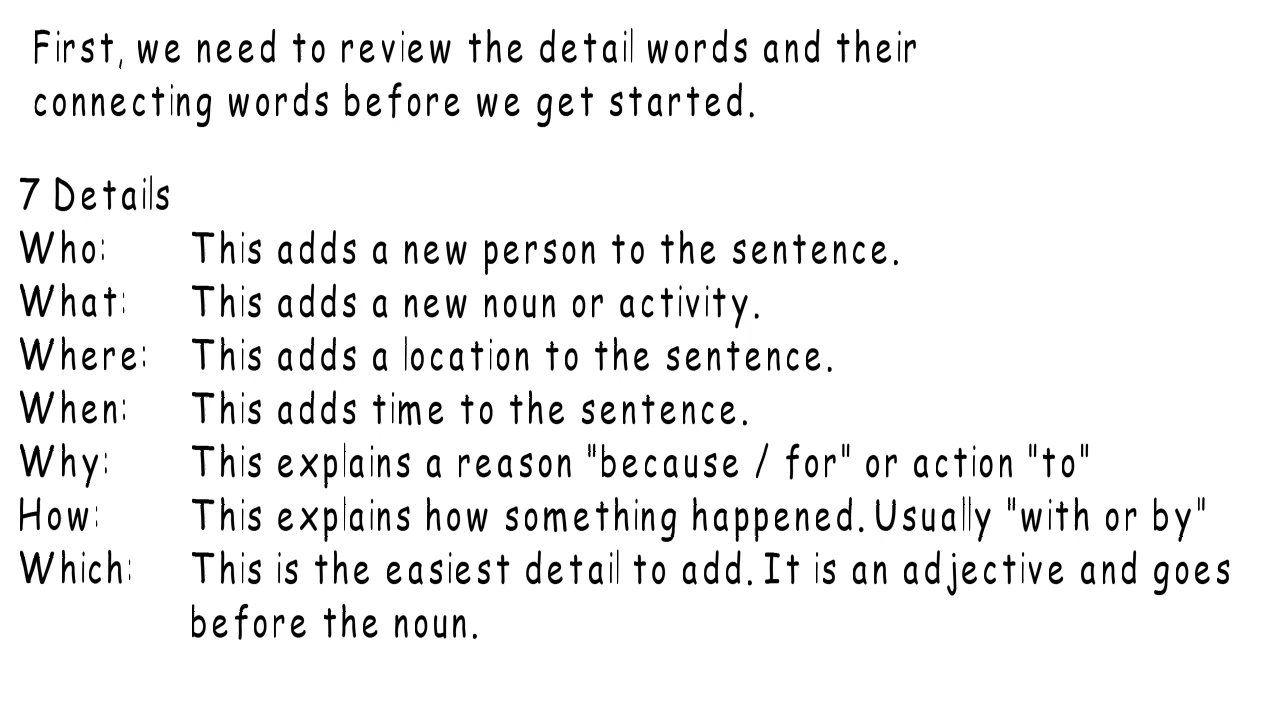 First, we need to review the detail words and their
connecting words before we get started.
7 Details
Who: This adds a new person to the sentence.
What: This adds a new noun or activity.
Where: This adds a location to the sentence.
When: This adds time to the sentence.
Why: This explains a reason "because / for" or action "to"
How: This explains how something happened. Usually "with or by"
Which: This is the easiest detail to add. It is an adjective and goes
before the noun.